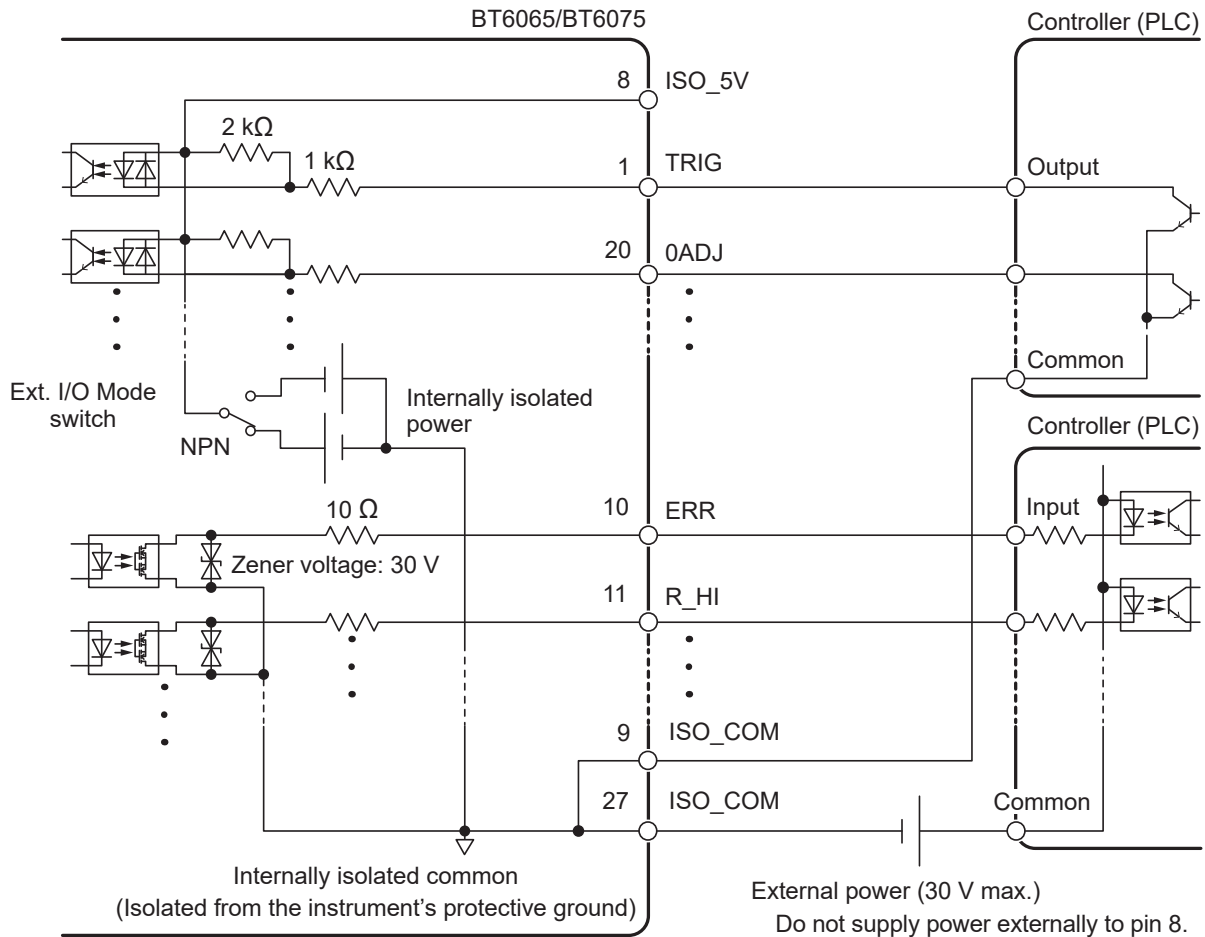 BT6065/BT6075
Controller (PLC)
8
ISO_5V
2 kΩ
1 kΩ
1
TRIG
Output
20
0ADJ
Common
Ext. I/O Mode
switch
NPN
Internally isolated
power
Controller (PLC)
10 Ω
10
ERR
Input
Zener voltage: 30 V
11
R_HI
9
ISO_COM
27
ISO_COM
Common
Internally isolated common
(Isolated from the instrument’s protective ground)
External power (30 V max.)
Do not supply power externally to pin 8.